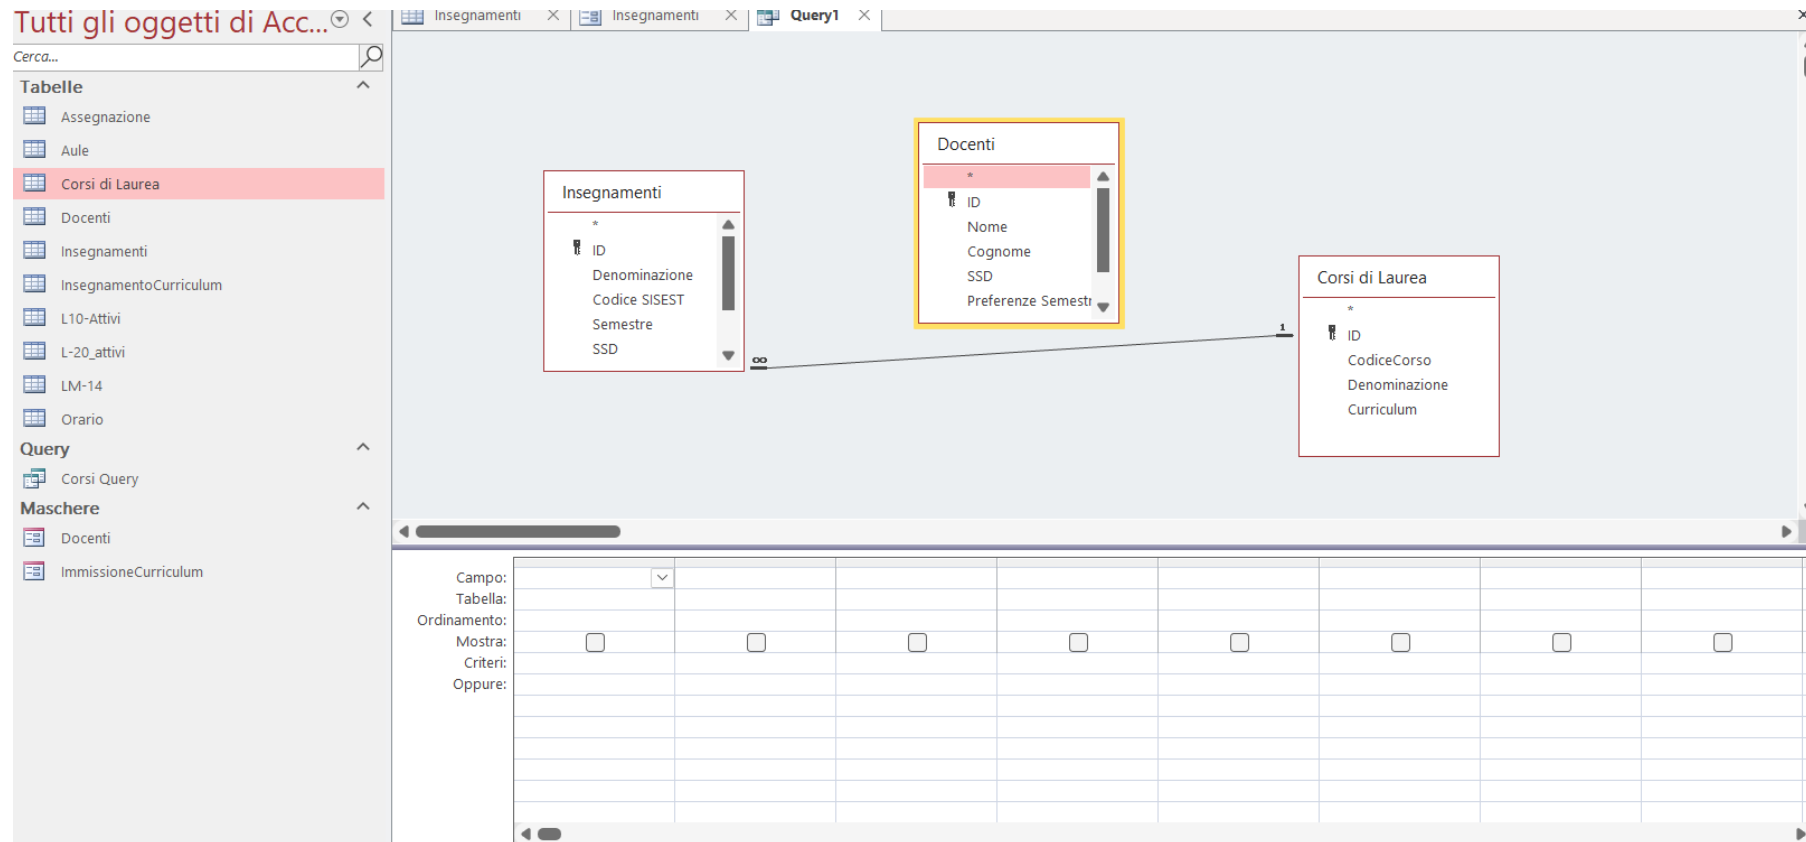 Tutti gli oggetti di Acc...
Cerca...
Tabelle
Assegnazione
Aule
Corsi di Laurea
Docenti
Insegnamenti
InsegnamentoCurriculum
L10-Attivi
L-20_attivi
LM-14
Orario
Query
Corsi Query
Maschere
Docenti
ImmissioneCurriculum
Insegnamenti
Insegnamenti
Query1
Insegnamenti
*
ID
Denominazione
Codice SISEST
Semestre
SSD
∞
Docenti
*
ID
Nome
Cognome
SSD
Preferenze Semestr
1
Corsi di Laurea
*
ID
CodiceCorso
Denominazione
Curriculum
Campo:
Tabella:
Ordinamento:
Mostra:
Criteri:
Oppure: